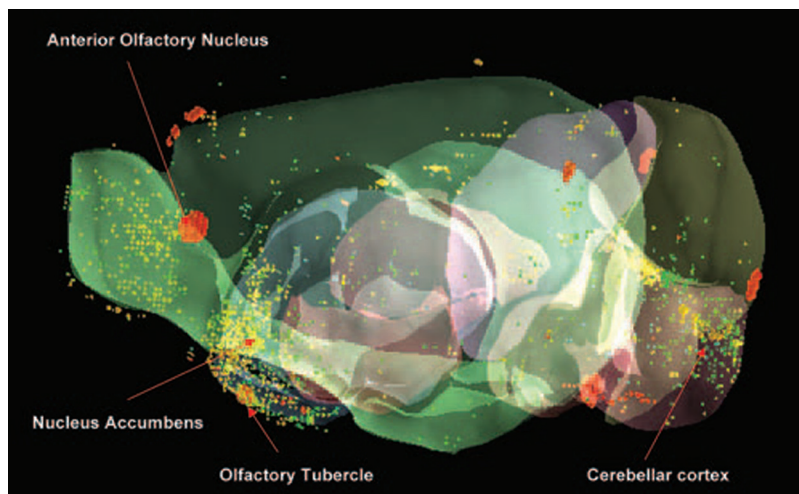 Anterior Olfactory Nucleus
Nucleus Accumbens
Olfactory Tubercle
Cerebellar cortex